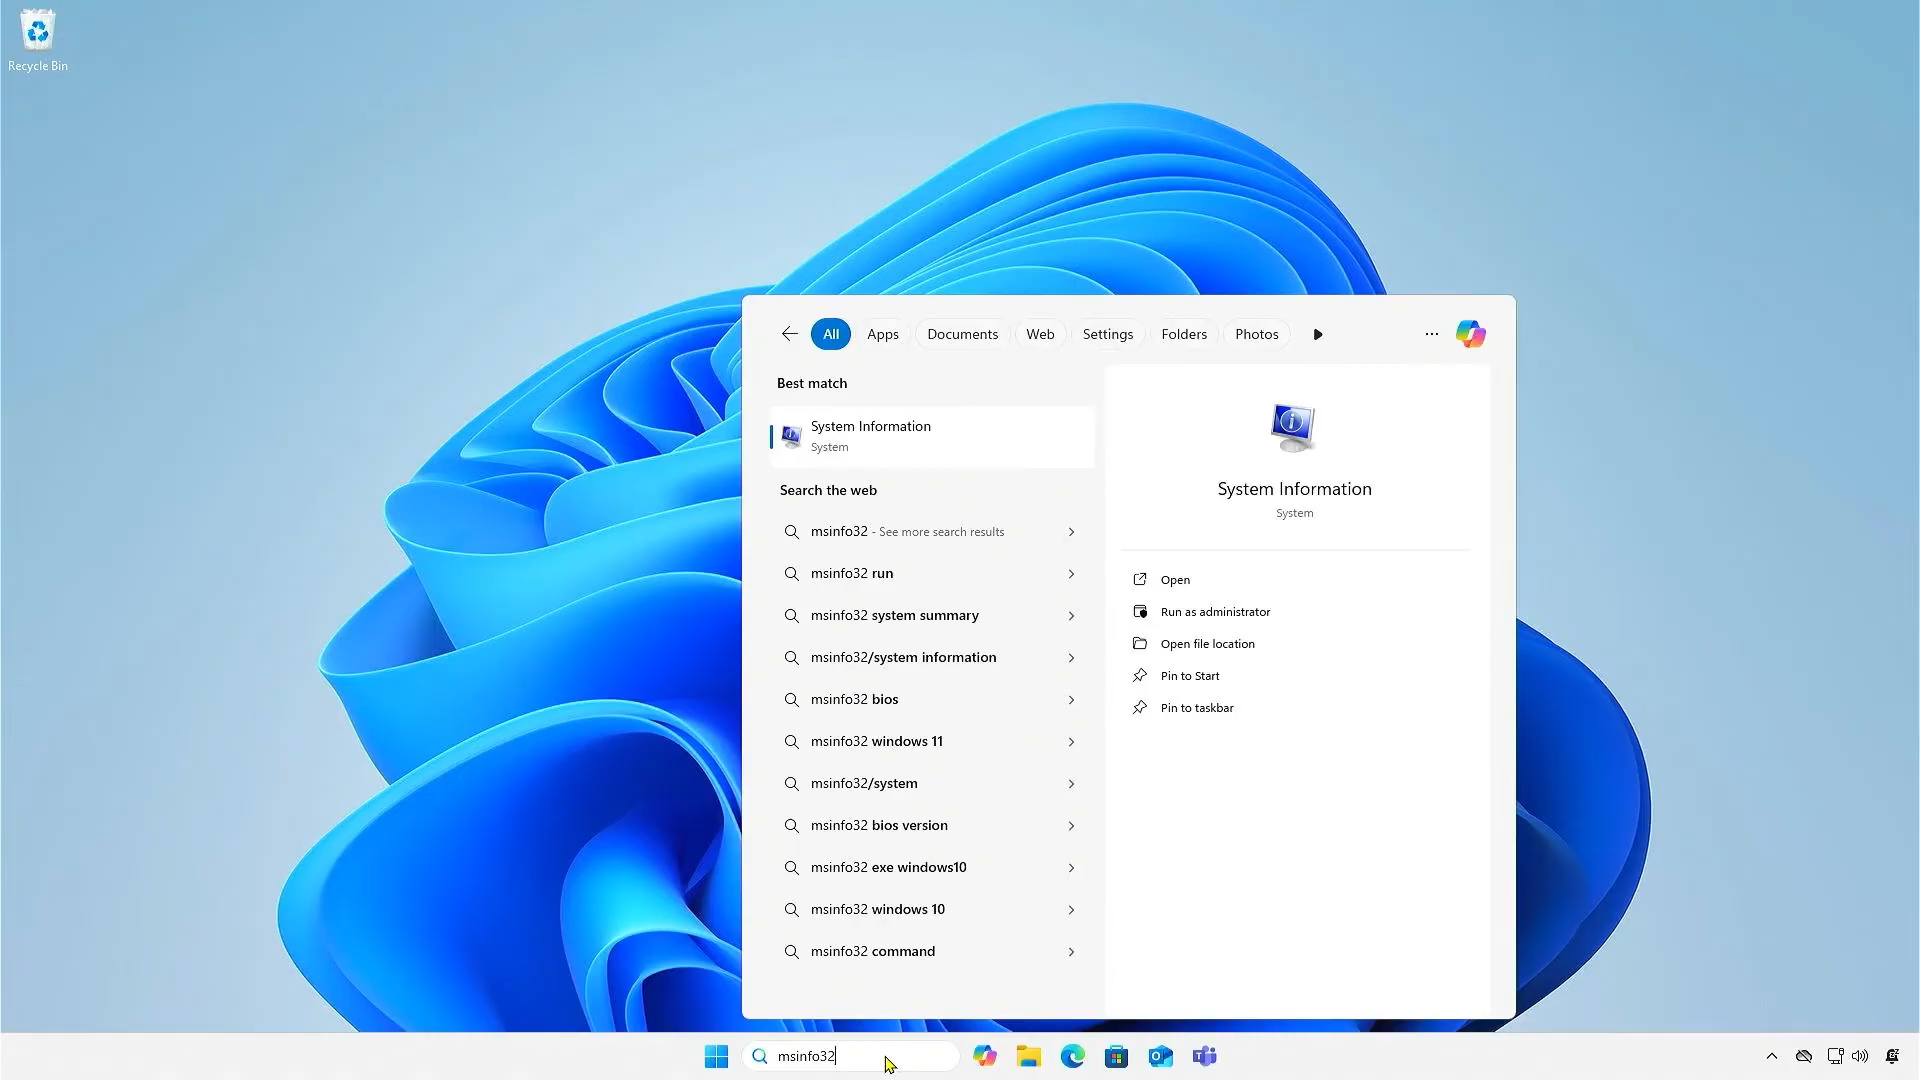 Recycle Bin
All
Apps
Documents
Web
Settings
Folders
Photos
Best match
System Information
System
Search the web
msinfo32 - See more search results
msinfo32 run
msinfo32 system summary
msinfo32/system information
msinfo32 bios
msinfo32 windows 11
msinfo32/system
msinfo32 bios version
msinfo32 exe windows10
msinfo32 windows 10
msinfo32 command
System Information
System
Open
Run as administrator
Open file location
Pin to Start
Pin to taskbar
msinfo32